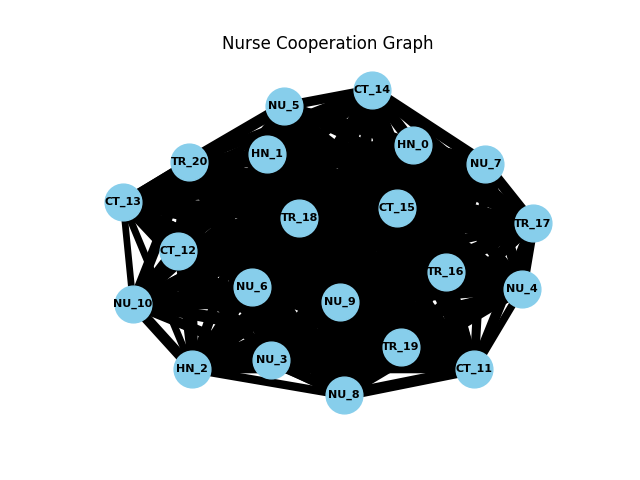 Nurse Cooperation Graph
CT_14
NU_5
HN_0
HN_1
TR_20
NU_7
CT_13
CT_15
TR_18
TR_17
CT_12
TR_16
NU_6
NU_4
NU_9
NU_10
TR_19
NU_3
HN_2
CT_11
NU_8